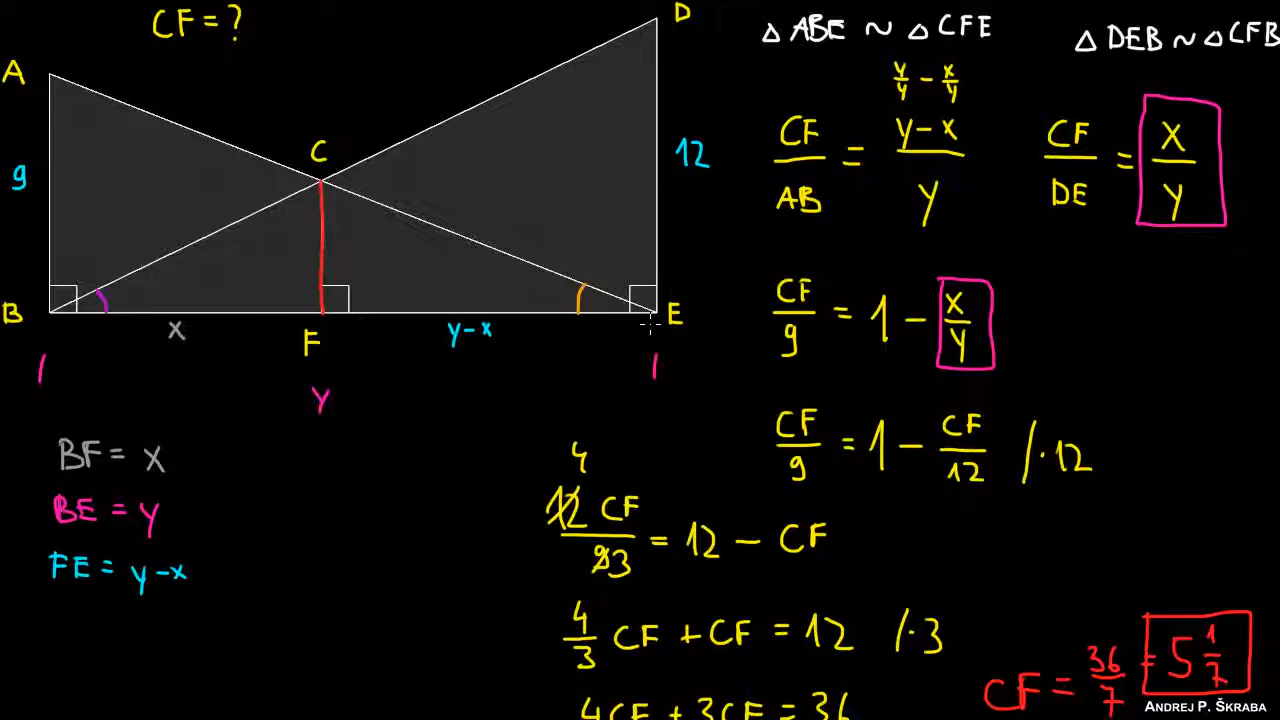 CF = ?
A
9
B
C
D
12
E
F
x
y-x
y
BF = x
BE = y
FE = y-x
△ ABE ~ △ CFE
△ DEB ~ △ CFB
y/y - x/y
CF/AB = y-x/y
CF/DE = x/y
CF/9 = 1 - x/y
CF/9 = 1 - CF/12 /·12
4
12 CF/93 = 12 - CF
4/3 CF + CF = 12 /·3
4CF + 3CF = 36
CF = 36/7 = 5 1/7
ANDREJ P. ŠKRABA